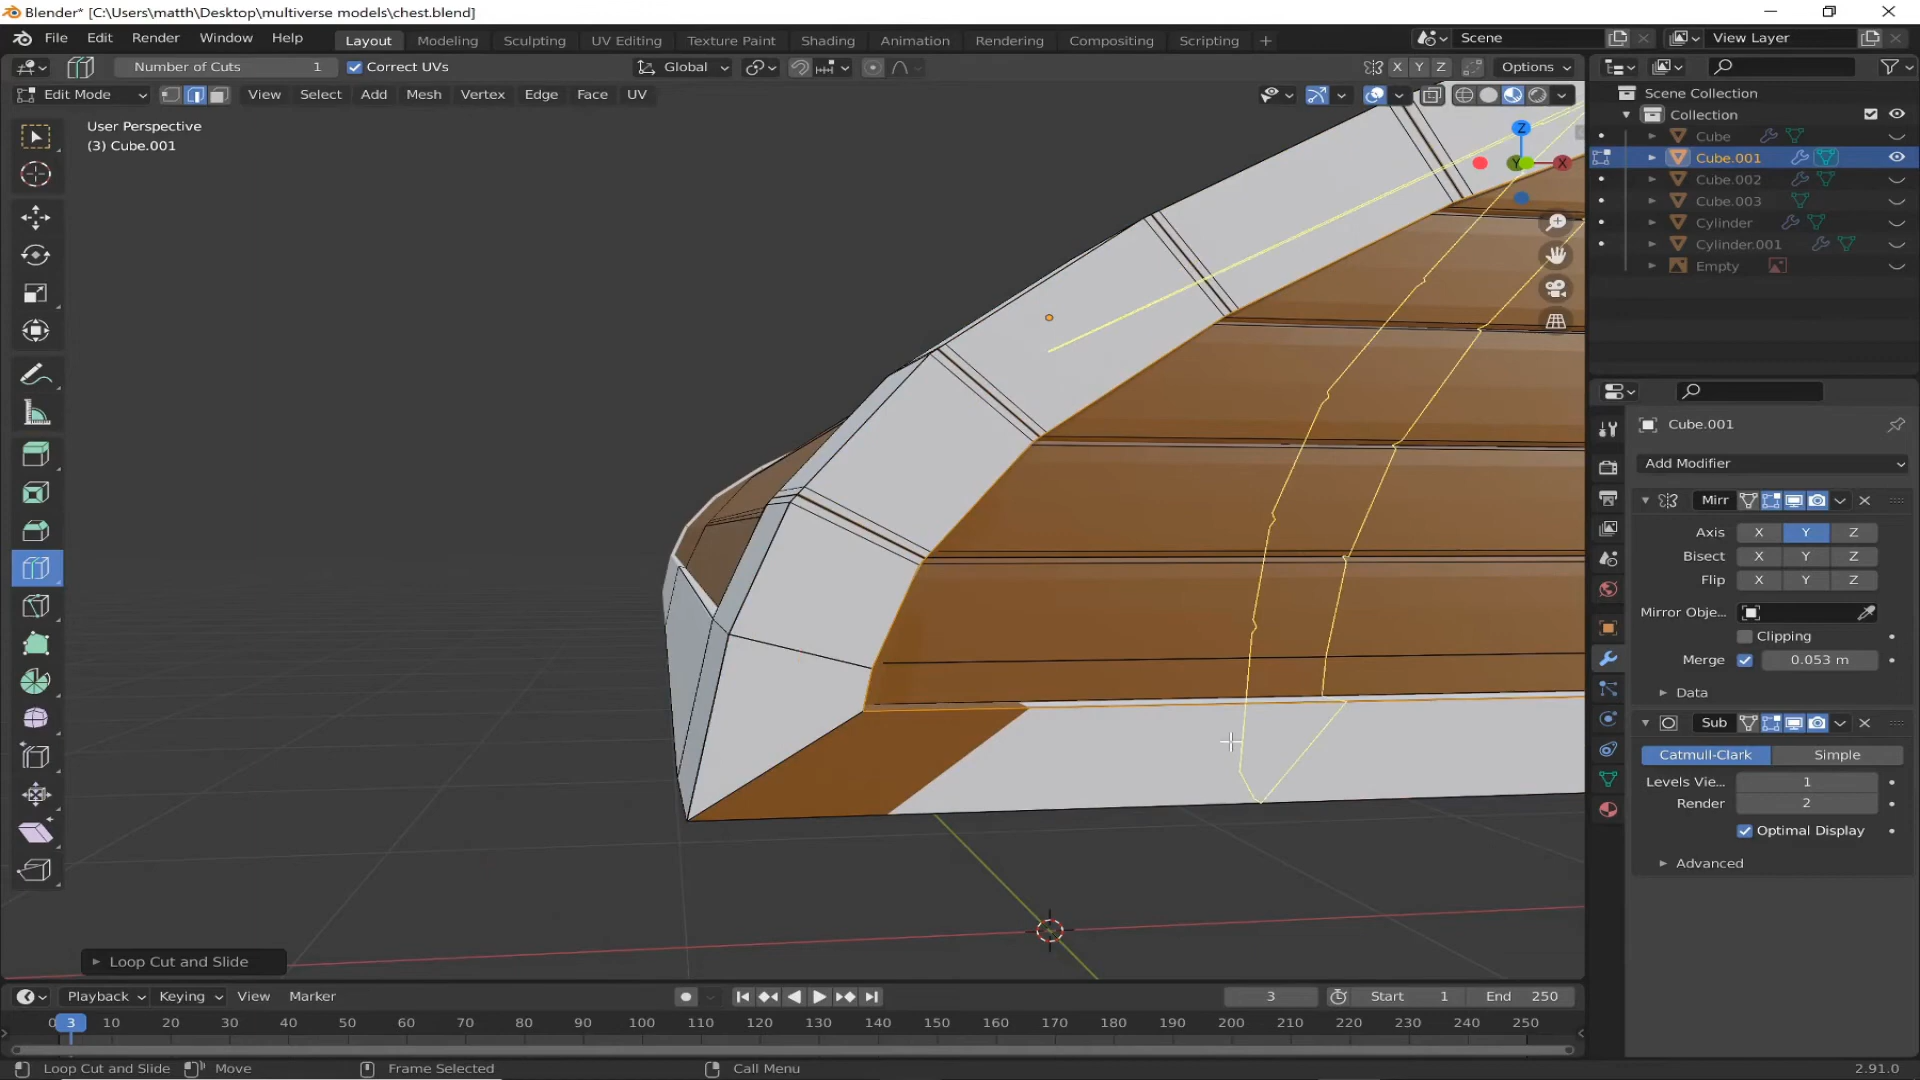 Blender* [C:\Users\matth\Desktop\multiverse models\chest.blend]
File Edit Render Window Help Layout Modeling Sculpting UV Editing Texture Paint Shading Animation Rendering Compositing Scripting + Scene View Layer
Number of Cuts 1 Correct UVs Global X Y Z Options
Edit Mode View Select Add Mesh Vertex Edge Face UV
User Perspective
(3) Cube.001
Z
Y X
Scene Collection
Collection
Cube
Cube.001
Cube.002
Cube.003
Cylinder
Cylinder.001
Empty
Cube.001
Add Modifier
Mirr
Axis X Y Z
Bisect X Y Z
Flip X Y Z
Mirror Obje...
Clipping
Merge 0.053 m
Data
Sub
Catmull-Clark Simple
Levels Vie... 1
Render 2
Optimal Display
Advanced
Loop Cut and Slide
Playback Keying View Marker 3 Start 1 End 250
0 3 10 20 30 40 50 60 70 80 90 100 110 120 130 140 150 160 170 180 190 200 210 220 230 240 250
Loop Cut and Slide Move Frame Selected Call Menu 2.91.0